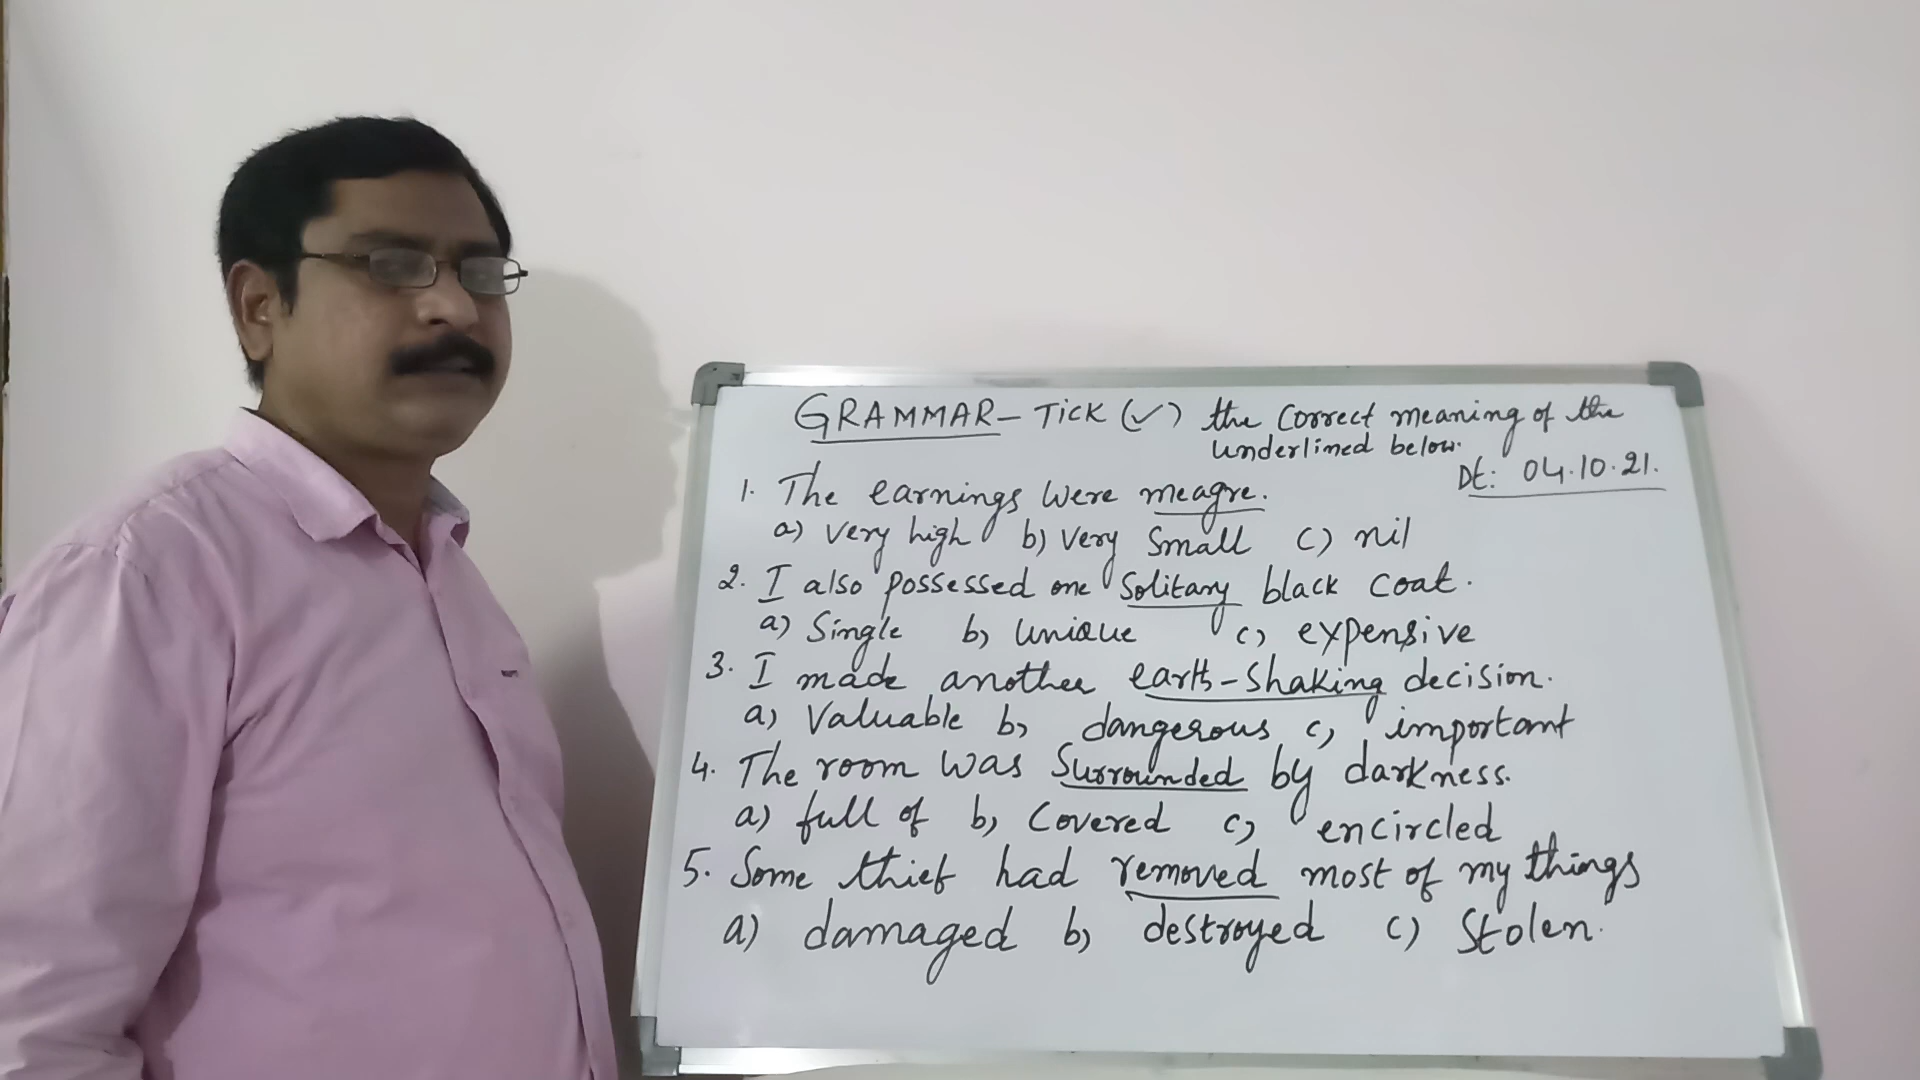 GRAMMAR - TICK (✓) the correct meaning of the
underlined below.
Dt: 04.10.21.
1. The earnings were meagre.
a) very high b) very small c) nil
2. I also possessed one solitary black coat.
a) single b) unique c) expensive
3. I made another earth-shaking decision.
a) valuable b) dangerous c) important
4. The room was surrounded by darkness.
a) full of b) covered c) encircled
5. Some thief had removed most of my things
a) damaged b) destroyed c) stolen.